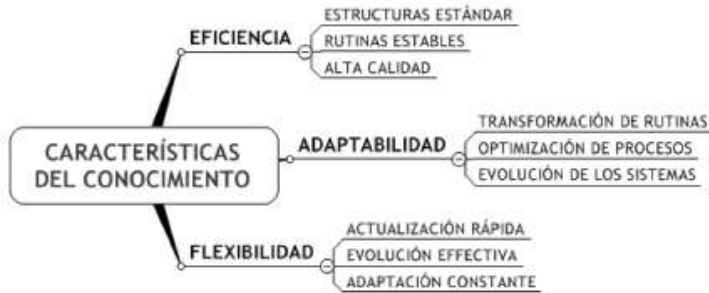 EFICIENCIA
ESTRUCTURAS ESTÁNDAR
RUTINAS ESTABLES
ALTA CALIDAD
CARACTERÍSTICAS
DEL CONOCIMIENTO
ADAPTABILIDAD
TRANSFORMACIÓN DE RUTINAS
OPTIMIZACIÓN DE PROCESOS
EVOLUCIÓN DE LOS SISTEMAS
FLEXIBILIDAD
ACTUALIZACIÓN RÁPIDA
EVOLUCIÓN EFFECTIVA
ADAPTACIÓN CONSTANTE